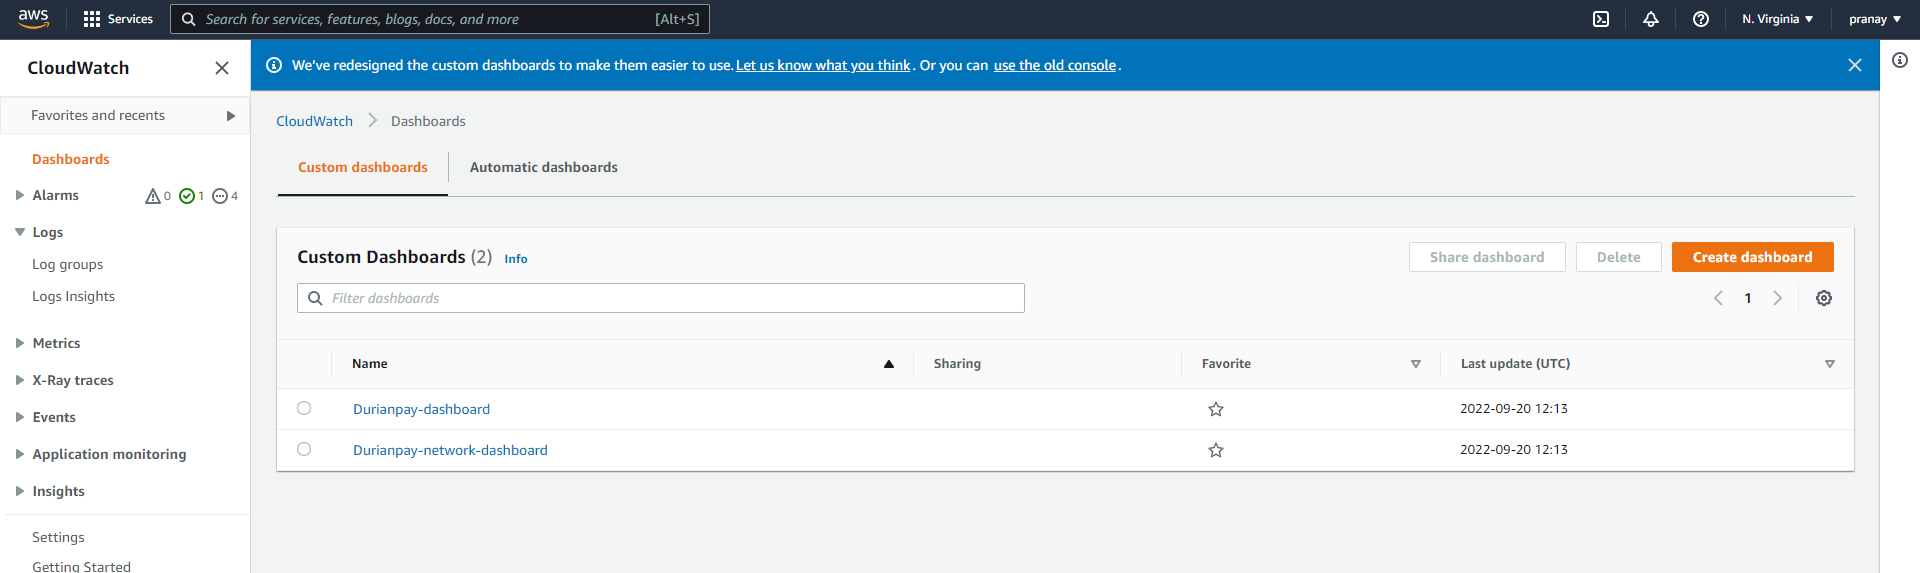 aws
Services
Search for services, features, blogs, docs, and more
[Alt+S]
N. Virginia
pranay
CloudWatch
We've redesigned the custom dashboards to make them easier to use. Let us know what you think. Or you can use the old console.
Favorites and recents
Dashboards
Alarms 0 1 4
Logs
Log groups
Logs Insights
Metrics
X-Ray traces
Events
Application monitoring
Insights
Settings
Getting Started
CloudWatch Dashboards
Custom dashboards
Automatic dashboards
Custom Dashboards (2) Info
Share dashboard
Delete
Create dashboard
Filter dashboards
1
Name Sharing Favorite Last update (UTC)
Durianpay-dashboard 2022-09-20 12:13
Durianpay-network-dashboard 2022-09-20 12:13